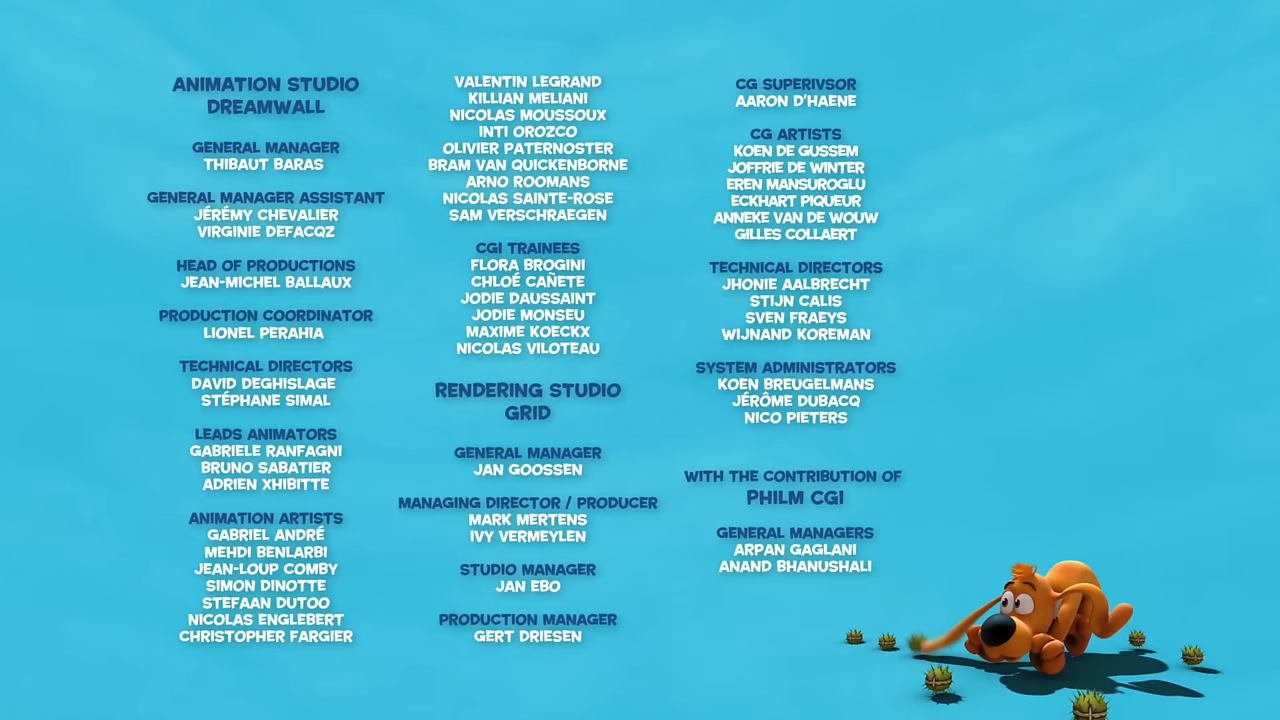 ANIMATION STUDIO
DREAMWALL
GENERAL MANAGER
THIBAUT BARAS
GENERAL MANAGER ASSISTANT
JÉRÉMY CHEVALIER
VIRGINIE DEFACQZ
HEAD OF PRODUCTIONS
JEAN-MICHEL BALLAUX
PRODUCTION COORDINATOR
LIONEL PERAHIA
TECHNICAL DIRECTORS
DAVID DEGHISLAGE
STÉPHANE SIMAL
LEADS ANIMATORS
GABRIELE RANFAGNI
BRUNO SABATIER
ADRIEN XHIBITTE
ANIMATION ARTISTS
GABRIEL ANDRÉ
MEHDI BENLARBI
JEAN-LOUP COMBY
SIMON DINOTTE
STEFAAN DUTOO
NICOLAS ENGLEBERT
CHRISTOPHER FARGIER
VALENTIN LEGRAND
KILLIAN MELIANI
NICOLAS MOUSSOUX
INTI OROZCO
OLIVIER PATERNOSTER
BRAM VAN QUICKENBORNE
ARNO ROOMANS
NICOLAS SAINTE-ROSE
SAM VERSCHRAEGEN
CGI TRAINEES
FLORA BROGINI
CHLOÉ CAÑETE
JODIE DAUSSAINT
JODIE MONSEU
MAXIME KOECKX
NICOLAS VILOTEAU
RENDERING STUDIO
GRID
GENERAL MANAGER
JAN GOOSSEN
MANAGING DIRECTOR / PRODUCER
MARK MERTENS
IVY VERMEYLEN
STUDIO MANAGER
JAN EBO
PRODUCTION MANAGER
GERT DRIESEN
CG SUPERIVSOR
AARON D'HAENE
CG ARTISTS
KOEN DE GUSSEM
JOFFRIE DE WINTER
EREN MANSUROGLU
ECKHART PIQUEUR
ANNEKE VAN DE WOUW
GILLES COLLAERT
TECHNICAL DIRECTORS
JHONIE AALBRECHT
STIJN CALIS
SVEN FRAEYS
WIJNAND KOREMAN
SYSTEM ADMINISTRATORS
KOEN BREUGELMANS
JÉRÔME DUBACQ
NICO PIETERS
WITH THE CONTRIBUTION OF
PHILM CGI
GENERAL MANAGERS
ARPAN GAGLANI
ANAND BHANUSHALI